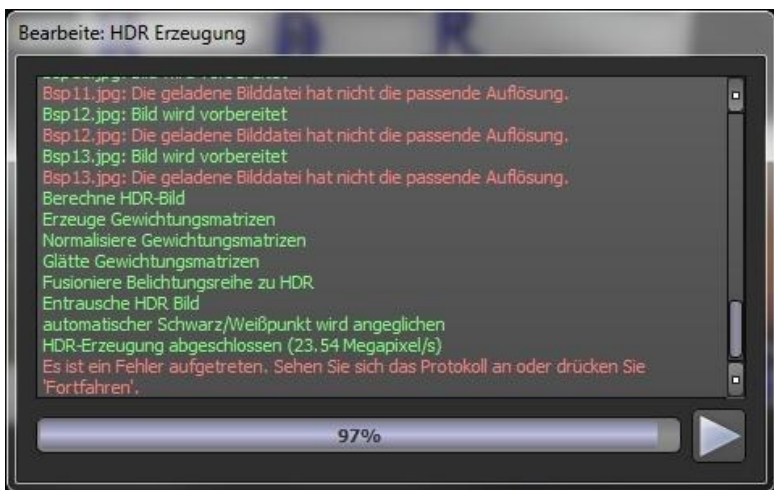 Bearbeite: HDR Erzeugung
Bild wird vorbereitet
Bsp11.jpg: Die geladene Bilddatei hat nicht die passende Auflösung.
Bsp12.jpg: Bild wird vorbereitet
Bsp12.jpg: Die geladene Bilddatei hat nicht die passende Auflösung.
Bsp13.jpg: Bild wird vorbereitet
Bsp13.jpg: Die geladene Bilddatei hat nicht die passende Auflösung.
Berechne HDR-Bild
Erzeuge Gewichtungsmatrizen
Normalisiere Gewichtungsmatrizen
Glätte Gewichtungsmatrizen
Fusioniere Belichtungsreihe zu HDR
Entrausche HDR Bild
automatischer Schwarz/Weißpunkt wird angeglichen
HDR-Erzeugung abgeschlossen (23.54 Megapixel/s)
Es ist ein Fehler aufgetreten. Sehen Sie sich das Protokoll an oder drücken Sie
'Fortfahren'.
97%